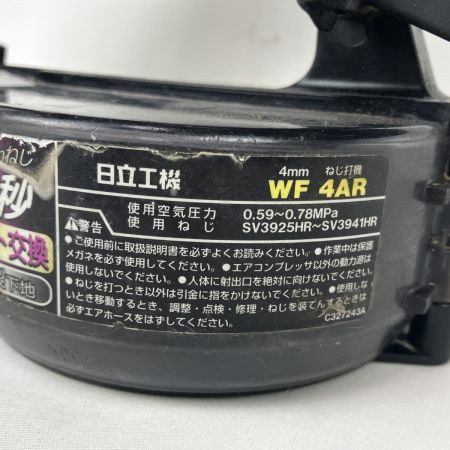 日立工機
4mm ねじ打機
WF 4AR
使用空気圧力 0.59～0.78MPa
使用ねじ SV3925HR～SV3941HR
⚠警告
●ご使用前に取扱説明書を必ずよくお読みください。●作業中は保護
メガネを必ず使用してください。●エアコンプレッサ以外の動力源は
使用しないでください。●人体に射出口を絶対に向けないでください。
●ねじを打つとき以外は引金に指をかけないでください。●使用しな
いとき移動するとき、調整・点検・修理・ねじを装てんするときは
必ずエアホースをはずしてください。
C327243A
ねじ
秒
交換
下地